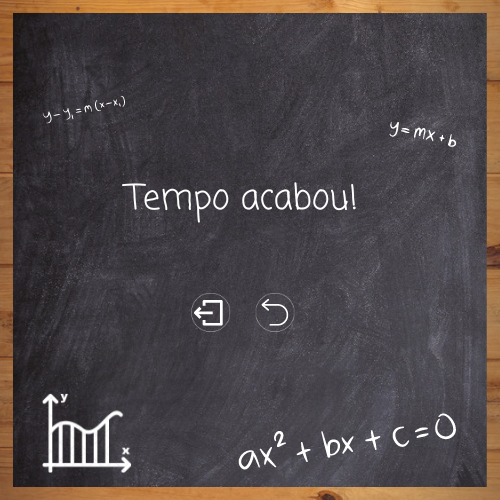 y-y₁=m(x-x₁)
y=mx+b
Tempo acabou!
y
x
ax²+bx+c=0